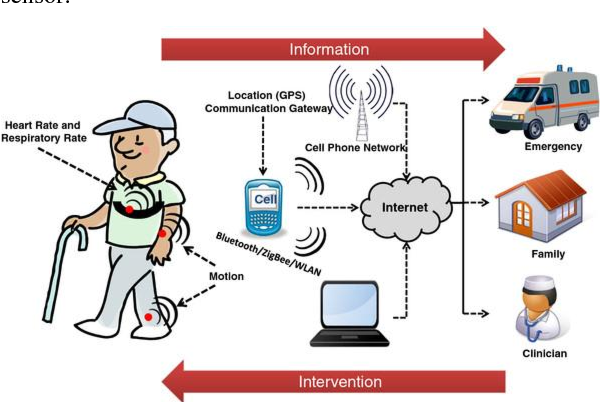 sensor.
Information
Location (GPS)
Communication Gateway
Heart Rate and
Respiratory Rate
Cell Phone Network
Emergency
Cell
Internet
Bluetooth/ZigBee/WLAN
Family
Motion
Clinician
Intervention